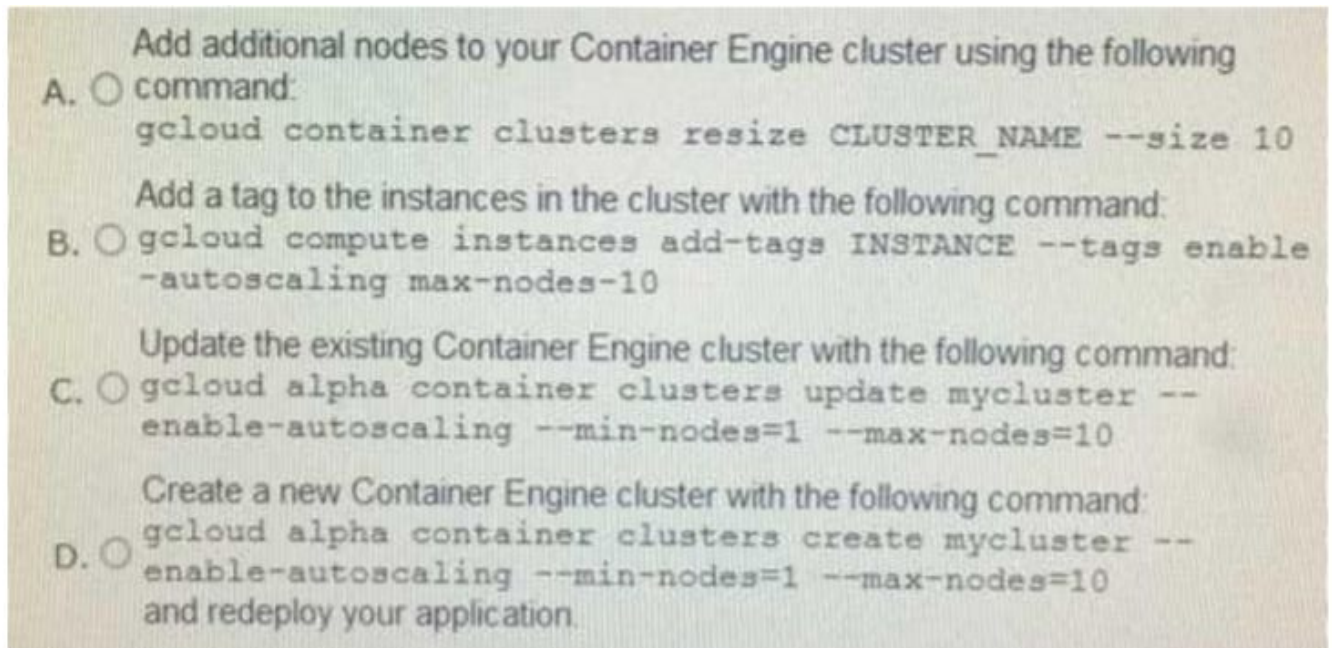 Add additional nodes to your Container Engine cluster using the following
A. command:
gcloud container clusters resize CLUSTER_NAME --size 10
Add a tag to the instances in the cluster with the following command:
B. gcloud compute instances add-tags INSTANCE --tags enable
-autoscaling max-nodes-10
Update the existing Container Engine cluster with the following command:
C. gcloud alpha container clusters update mycluster --
enable-autoscaling --min-nodes=1 --max-nodes=10
Create a new Container Engine cluster with the following command:
gcloud alpha container clusters create mycluster --
D. enable-autoscaling --min-nodes=1 --max-nodes=10
and redeploy your application.